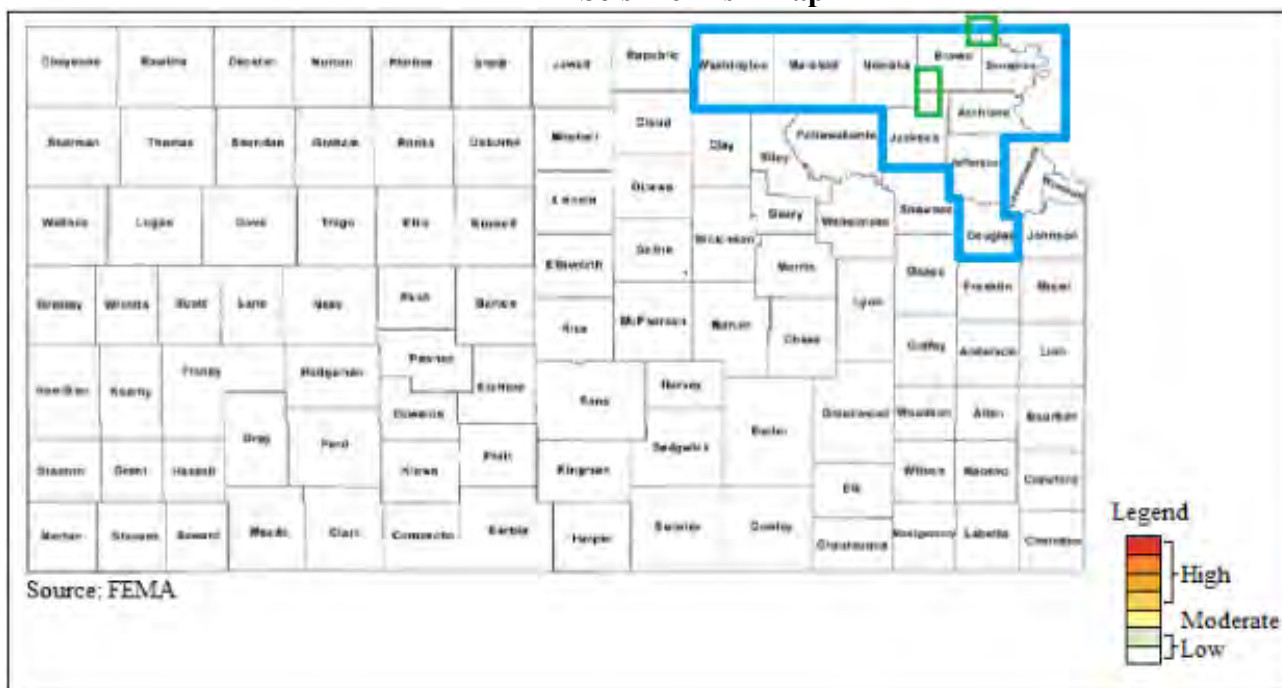 Cheyenne Rawlins Decatur Norton Phillips Smith Jewell Republic Washington Marshall Nemaha Brown Doniphan
Sherman Thomas Sheridan Graham Rooks Osborne Mitchell Cloud Clay Riley Pottawatomie Jackson Atchison
Jefferson
Wallace Logan Gove Trego Ellis Russell Lincoln Ottawa Geary Wabaunsee Shawnee Douglas Johnson
Ellsworth Saline Dickinson Morris Osage Franklin Miami
Greeley Wichita Scott Lane Ness Rush Barton Rice McPherson Marion Chase Lyon Coffey Anderson Linn
Hamilton Kearny Finney Hodgeman Pawnee Stafford Reno Harvey
Gray Ford Edwards Pratt Sedgwick Butler Greenwood Woodson Allen Bourbon
Stanton Grant Haskell Kiowa Kingman Elk Wilson Neosho Crawford
Morton Stevens Seward Meade Clark Comanche Barber Harper Sumner Cowley Chautauqua Montgomery Labette Cherokee
Source: FEMA
Legend
High
Moderate
Low